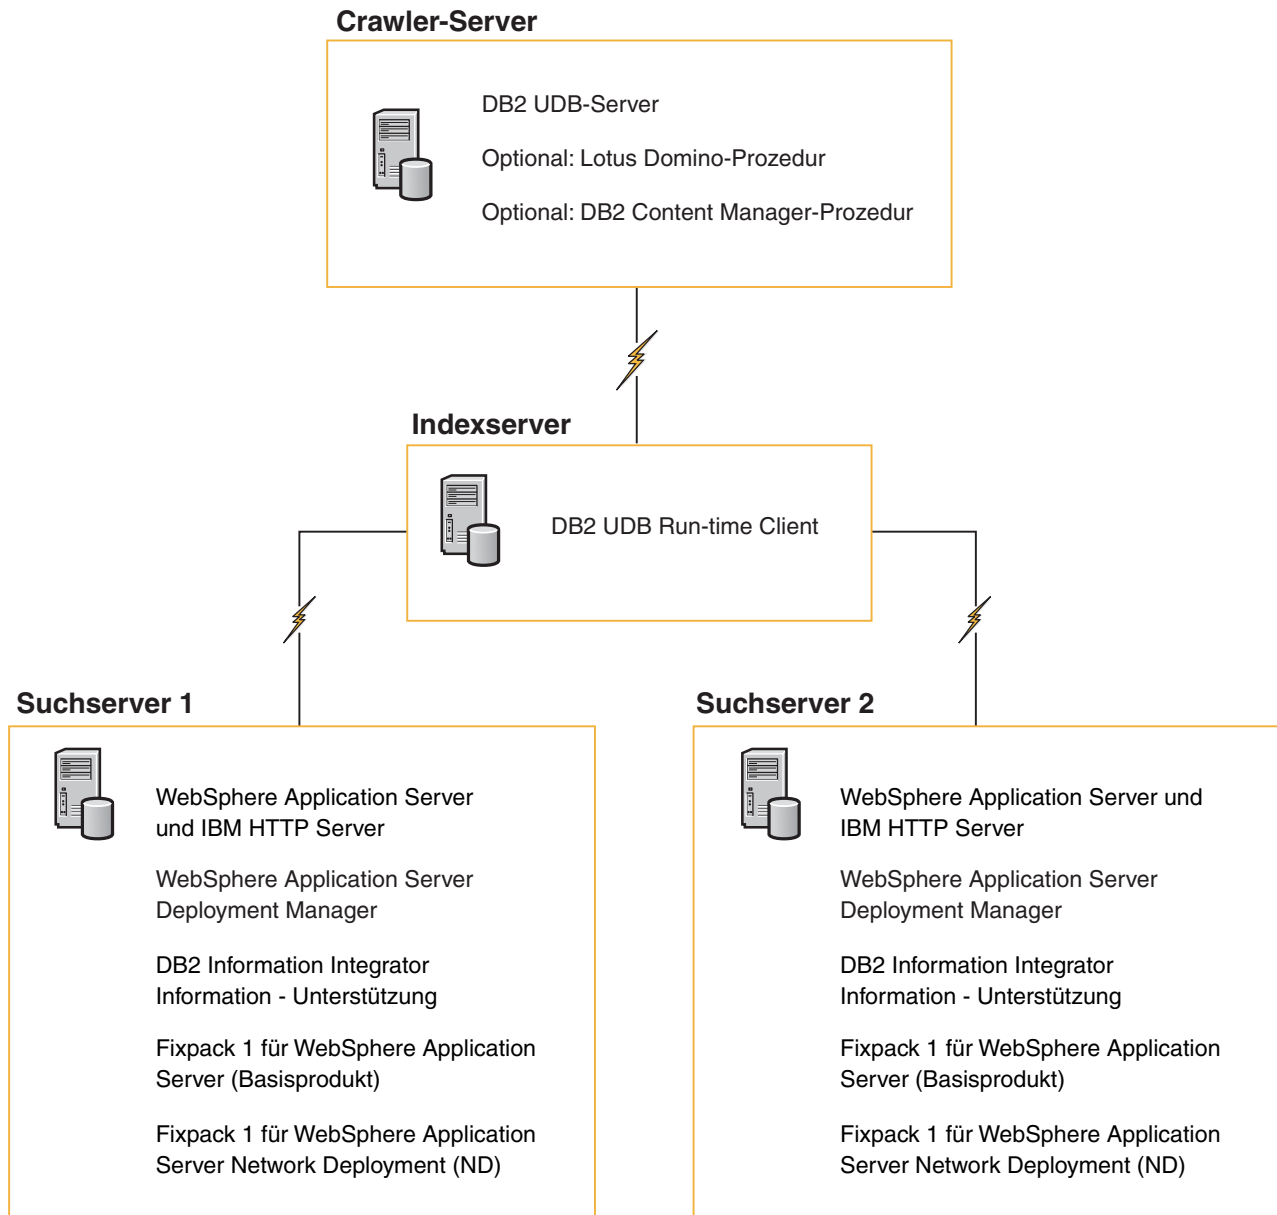 Crawler-Server
DB2 UDB-Server
Optional: Lotus Domino-Prozedur
Optional: DB2 Content Manager-Prozedur
Indexserver
DB2 UDB Run-time Client
Suchserver 1
WebSphere Application Server
und IBM HTTP Server
WebSphere Application Server
Deployment Manager
DB2 Information Integrator
Information - Unterstützung
Fixpack 1 für WebSphere Application
Server (Basisprodukt)
Fixpack 1 für WebSphere Application
Server Network Deployment (ND)
Suchserver 2
WebSphere Application Server und
IBM HTTP Server
WebSphere Application Server
Deployment Manager
DB2 Information Integrator
Information - Unterstützung
Fixpack 1 für WebSphere Application
Server (Basisprodukt)
Fixpack 1 für WebSphere Application
Server Network Deployment (ND)